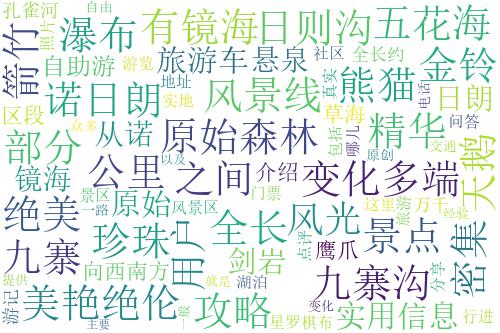 孔雀河
自由
瀑布
有镜海
日则沟
五花海
照片
箭竹
旅游车
悬泉
社区
全长约
自助游
游览
地址
金铃
熊猫
真实
诺日朗
风景线
日朗
实地
电话
区段
草海
众多
部分
从诺
原始森林
精华
问答
包括
哪儿
镜海
原创
交通
公里
之间
介绍
变化多端
天鹅
以及
景区
绝美
原始
全长
门票
风光
这里
万千
一路
风景区
旅游
经验
珍珠
用户
景点
九寨
剑岩
鹰爪
点评
密集
向西南方
九寨沟
分享
提供
就是
湖泊
游记
美艳绝伦
攻略
实用信息
一般
星罗棋布
行进
主要
变化